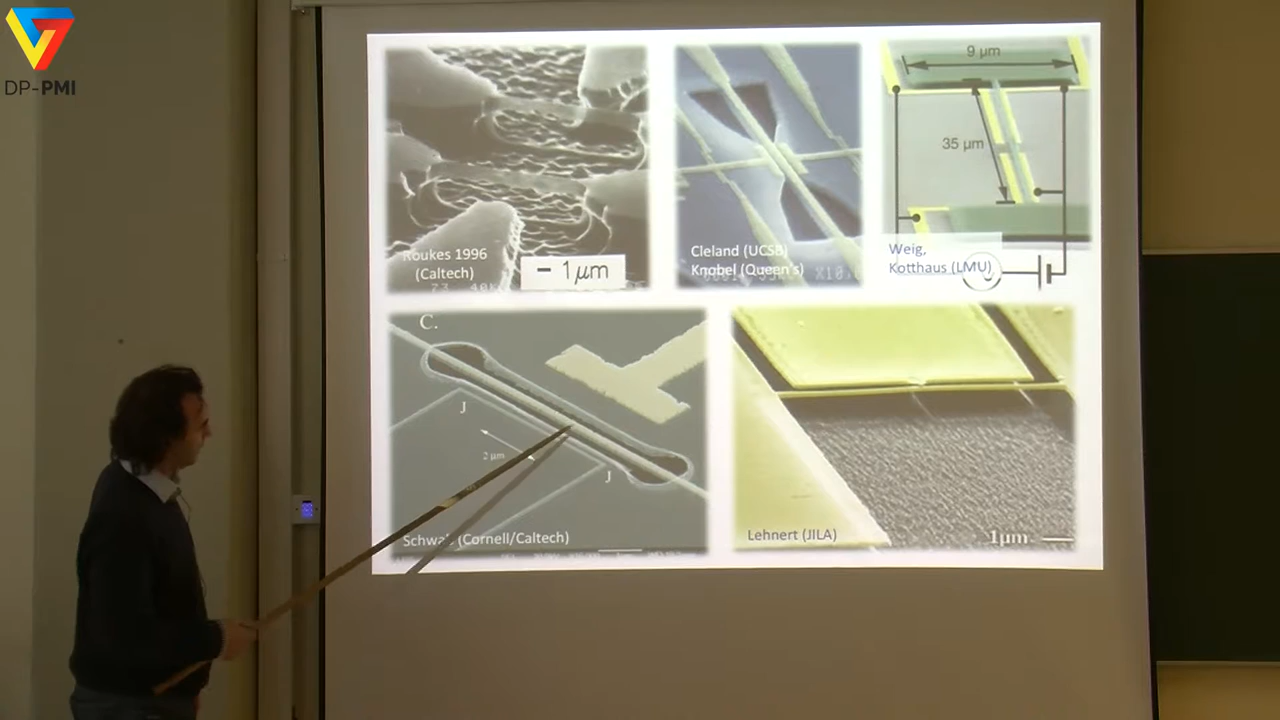 DP-PMI
9 µm
35 µm
Roukes 1996
(Caltech)
1µm
Cleland (UCSB)
Knobel (Queen's)
Weig,
Kotthaus (LMU)
C.
J
2 µm
J
Schwab (Cornell/Caltech)
Lehnert (JILA)
1µm